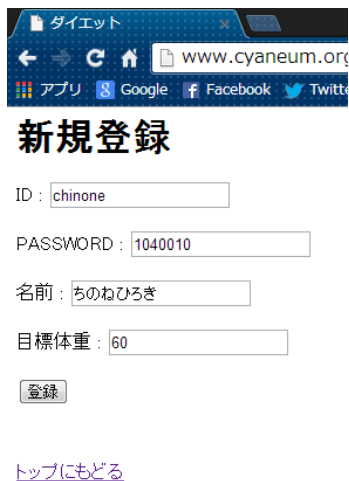 ダイエット
www.cyaneum.org
アプリ Google Facebook Twitte
新規登録
ID : chinone
PASSWORD : 1040010
名前 : ちのねひろき
目標体重 : 60
登録
トップにもどる